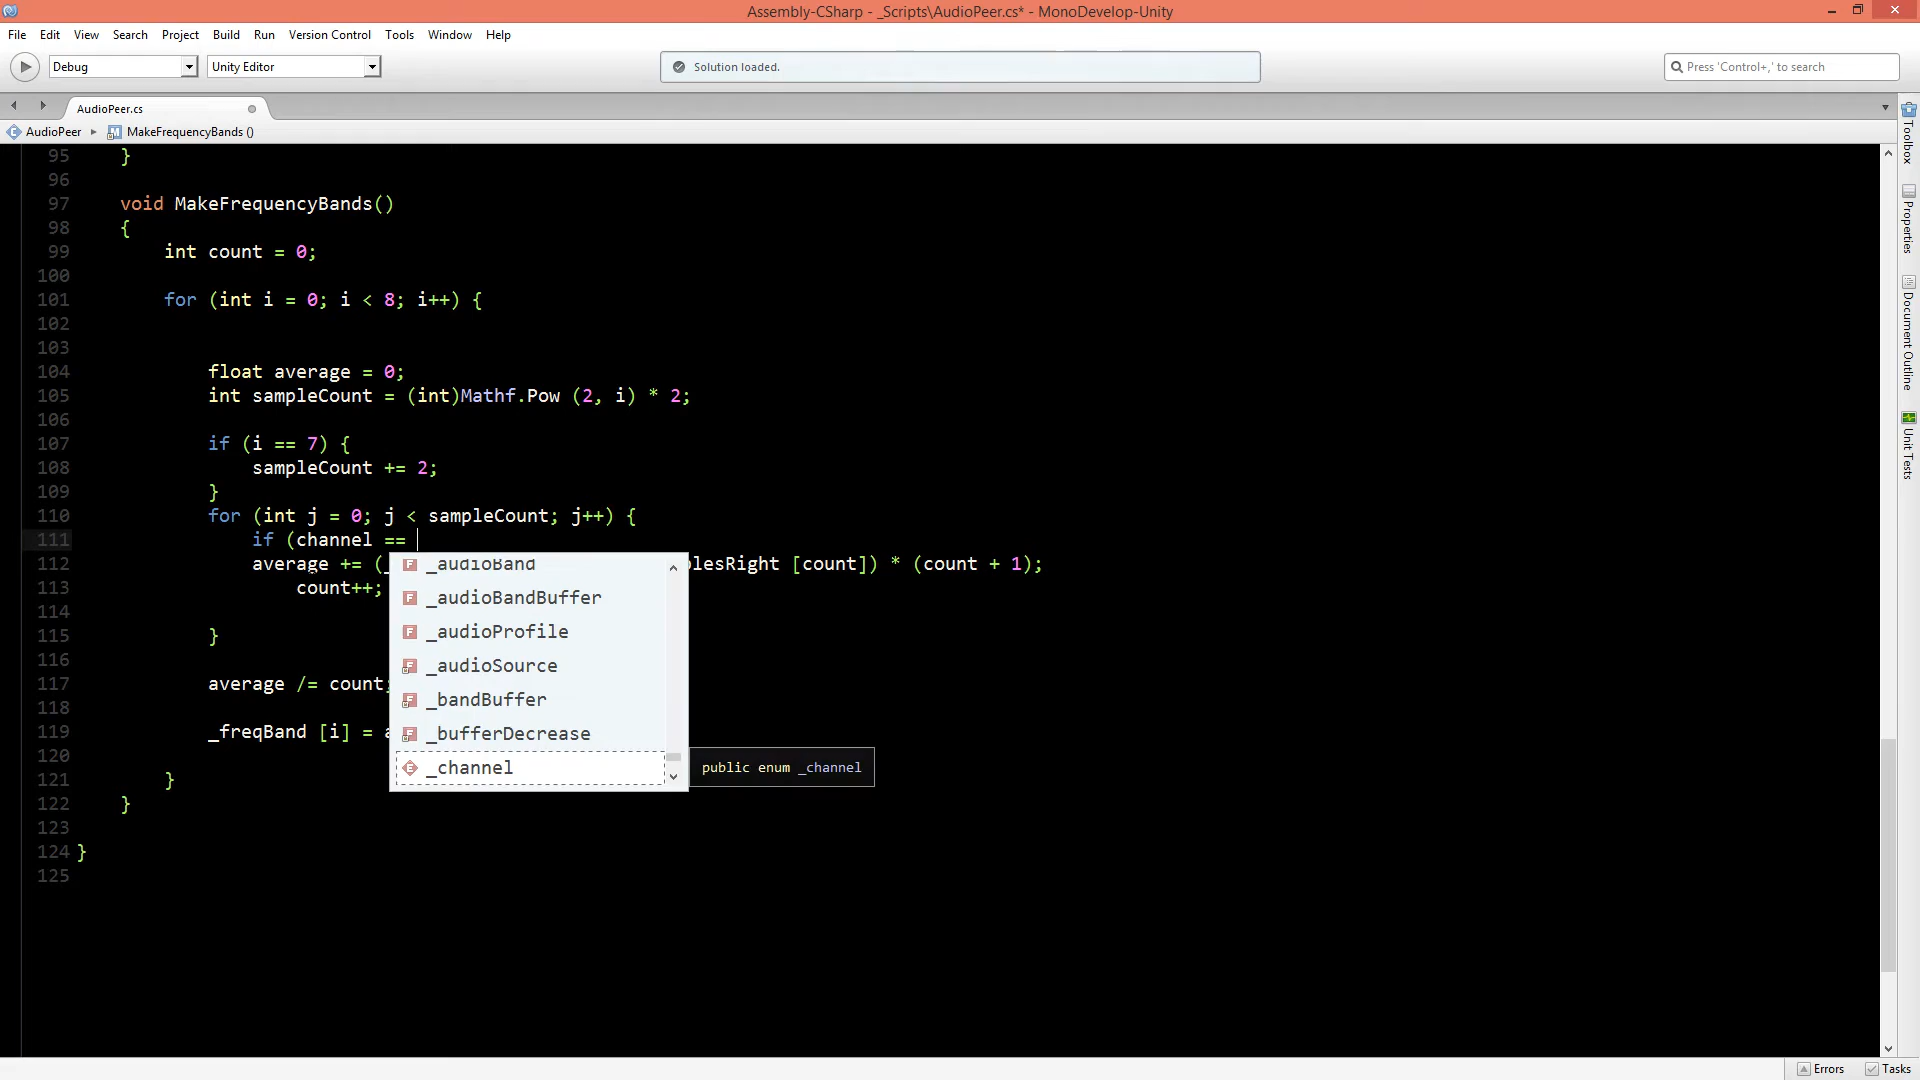 Assembly-CSharp - _Scripts\AudioPeer.cs* - MonoDevelop-Unity
File Edit View Search Project Build Run Version Control Tools Window Help
Debug Unity Editor Solution loaded. Press 'Control+,' to search
AudioPeer.cs
AudioPeer MakeFrequencyBands ()
95 }
96
97 void MakeFrequencyBands()
98 {
99 int count = 0;
100
101 for (int i = 0; i < 8; i++) {
102
103
104 float average = 0;
105 int sampleCount = (int)Mathf.Pow (2, i) * 2;
106
107 if (i == 7) {
108 sampleCount += 2;
109 }
110 for (int j = 0; j < sampleCount; j++) {
111 if (channel ==
112 average += (_ lesRight [count]) * (count + 1);
113 count++;
114
115 }
116
117 average /= count;
118
119 _freqBand [i] = a
120
121 }
122 }
123
124 }
125
_audioBand
_audioBandBuffer
_audioProfile
_audioSource
_bandBuffer
_bufferDecrease
_channel
public enum _channel
Toolbox
Properties
Document Outline
Unit Tests
Errors Tasks